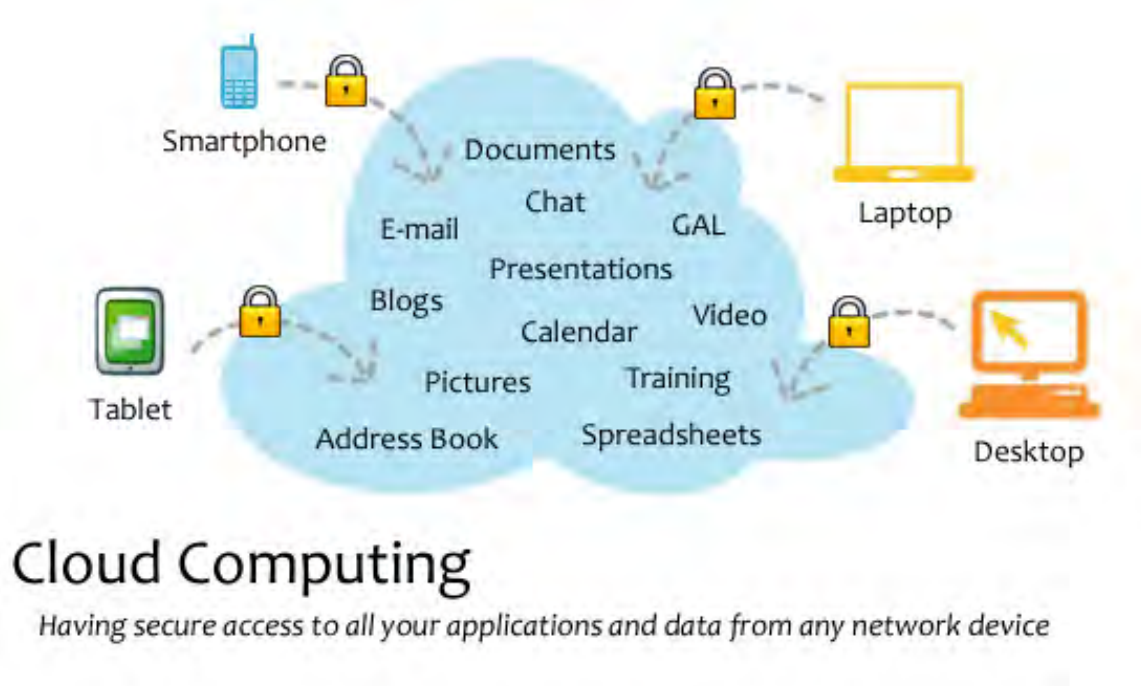 Smartphone
Documents
Chat
E-mail
GAL
Laptop
Presentations
Blogs
Video
Calendar
Tablet
Pictures
Training
Address Book
Spreadsheets
Desktop
Cloud Computing
Having secure access to all your applications and data from any network device